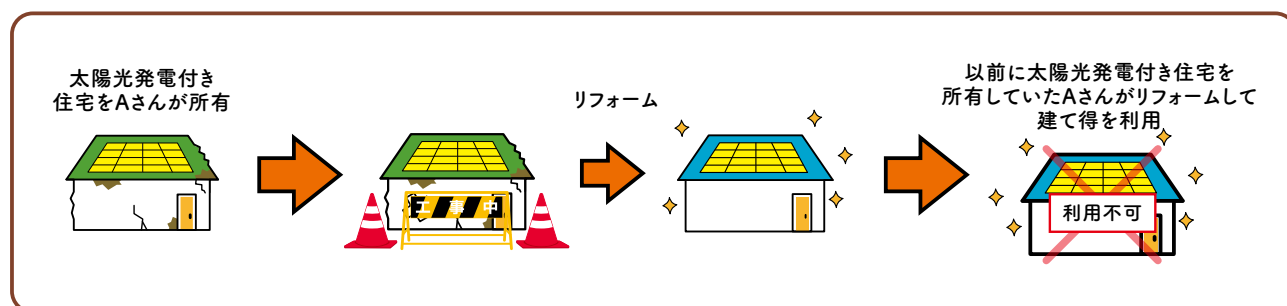 太陽光発電付き
住宅をAさんが所有
工事中
リフォーム
以前に太陽光発電付き住宅を
所有していたAさんがリフォームして
建て得を利用
利用不可